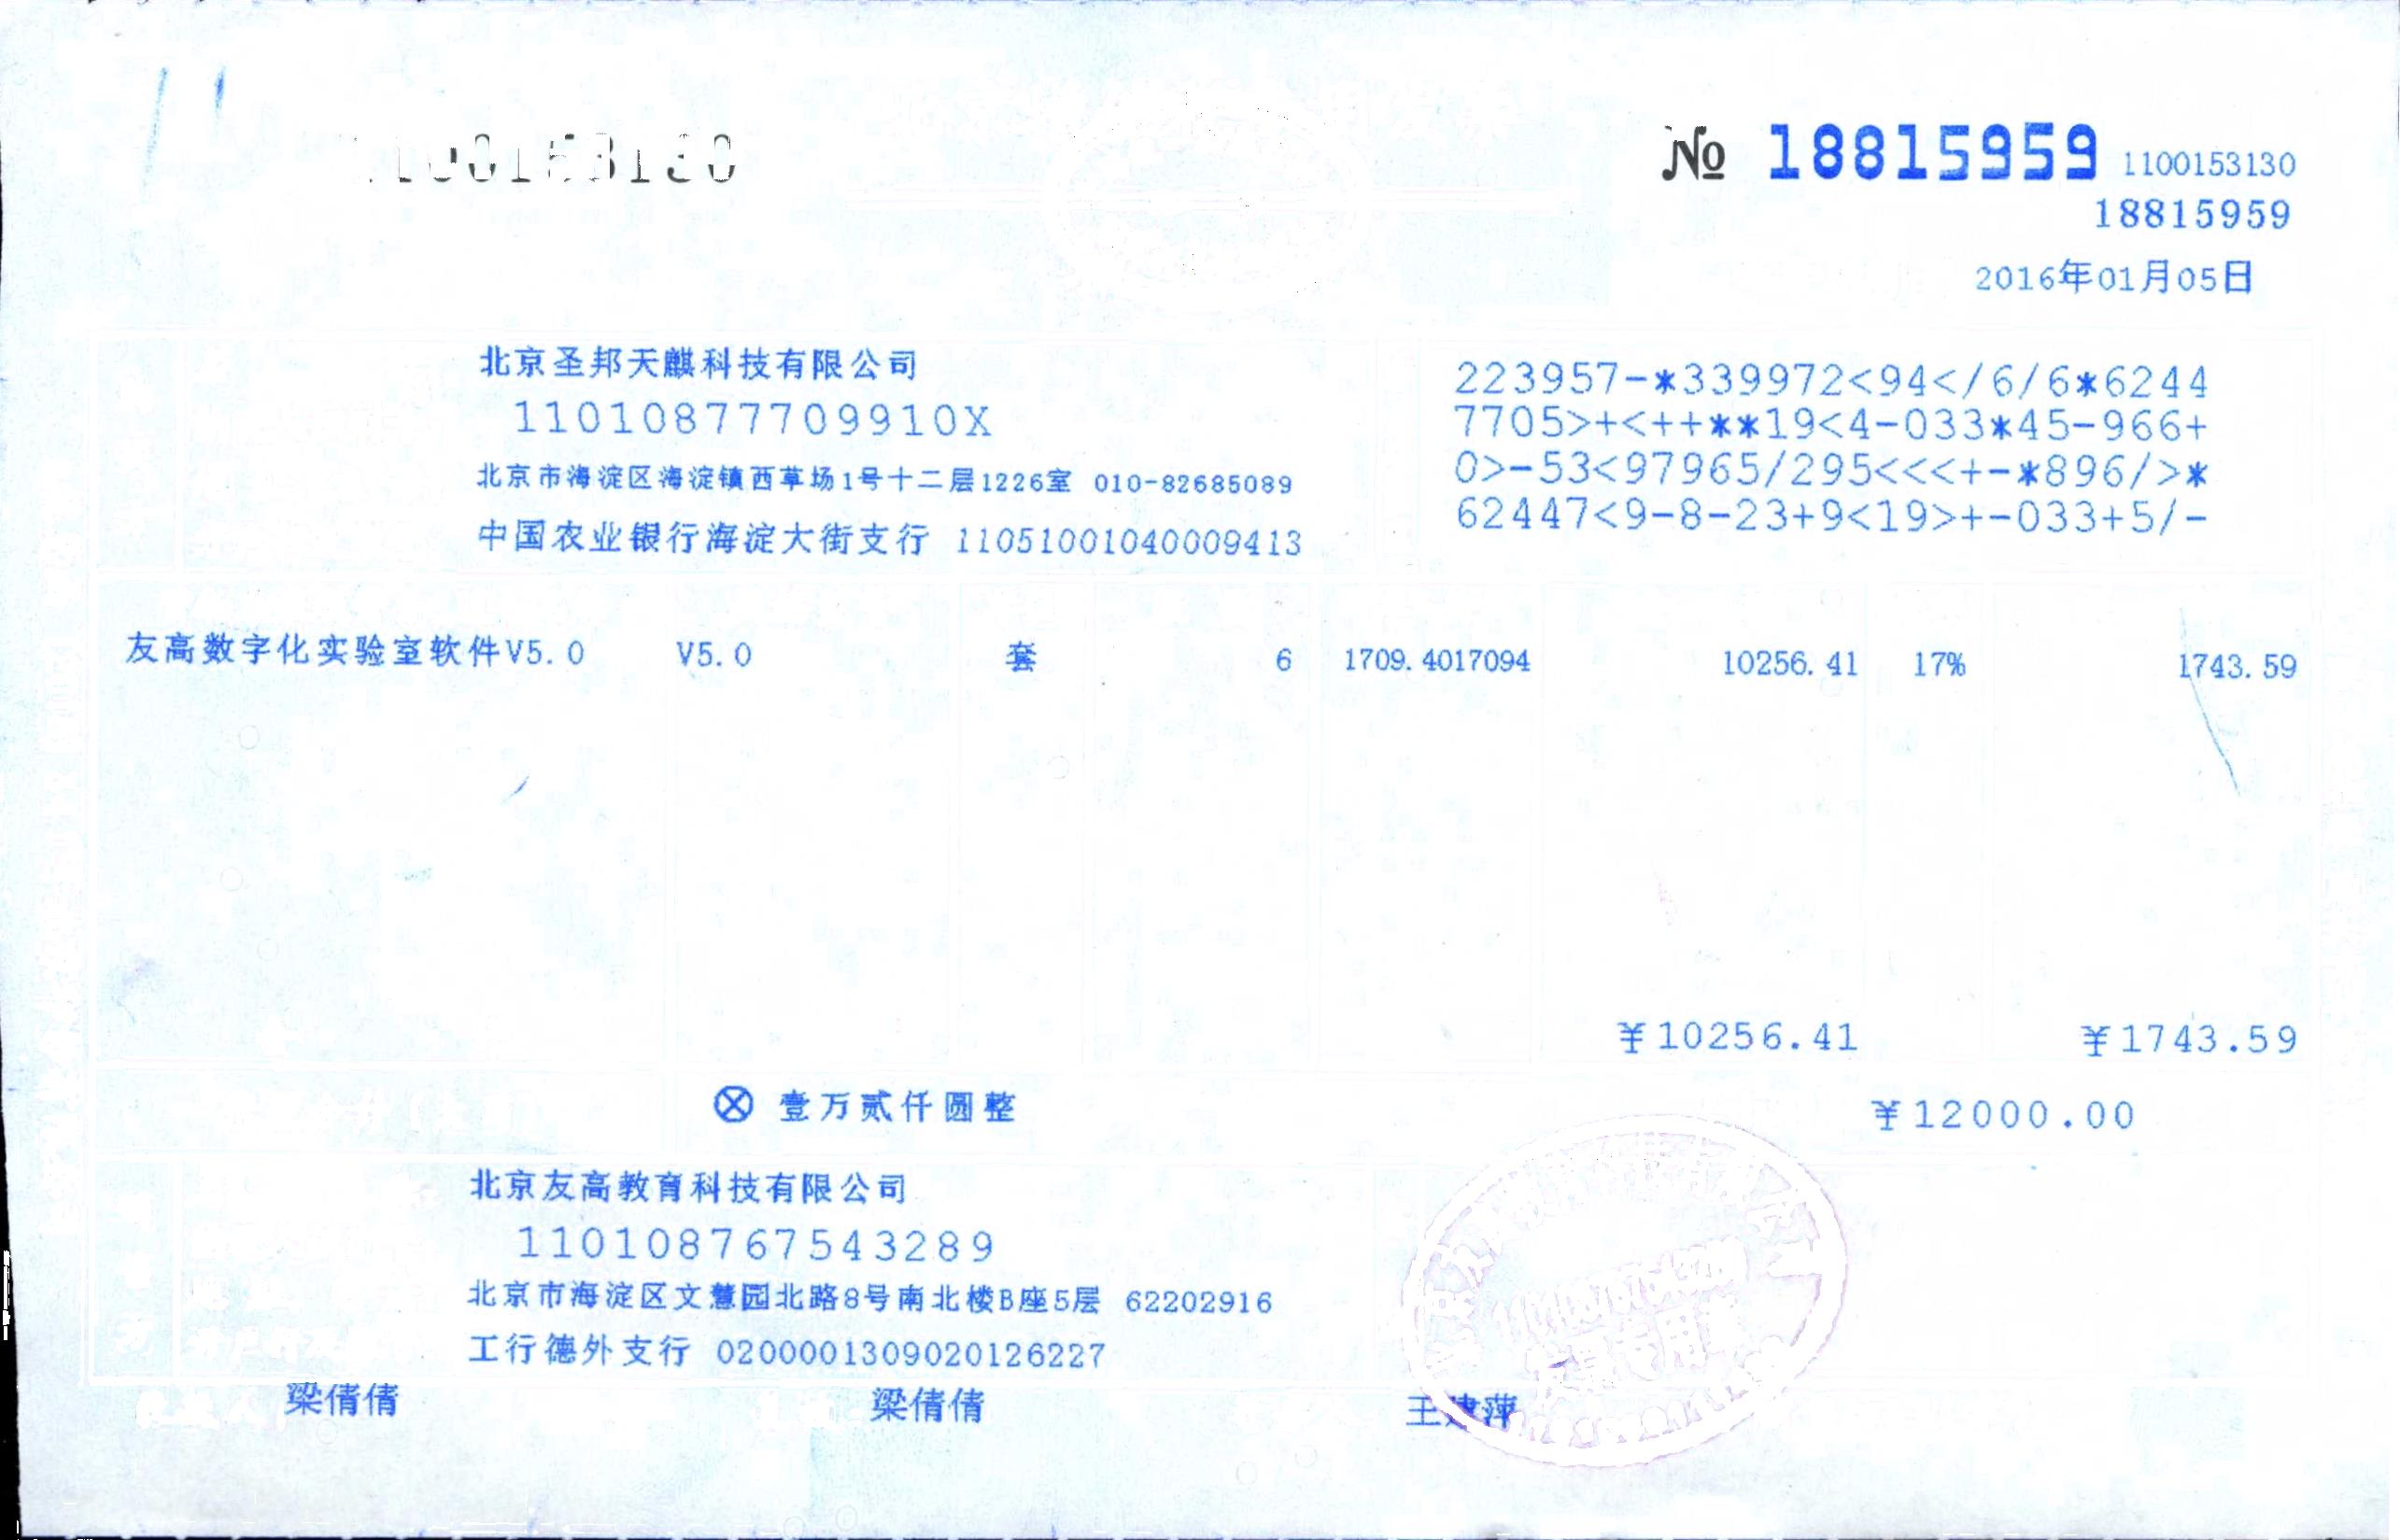 1100153130
№ 18815959 1100153130
18815959
2016年01月05日
北京圣邦天麒科技有限公司
11010877709910X
北京市海淀区海淀镇西草场1号十二层1226室 010-82685089
中国农业银行海淀大街支行 11051001040009413
223957-*339972<94</6/6*6244
7705>+<++**19<4-033*45-966+
0>-53<97965/295<<<+-*896/>*
62447<9-8-23+9<19>+-033+5/-
友高数字化实验室软件V5.0 V5.0 套 6 1709.4017094 10256.41 17% 1743.59
¥10256.41 ¥1743.59
ⓧ壹万贰仟圆整 ¥12000.00
北京友高教育科技有限公司
110108767543289
北京市海淀区文慧园北路8号南北楼B座5层 62202916
工行德外支行 0200001309020126227
梁倩倩 梁倩倩 王建萍
发票专用章